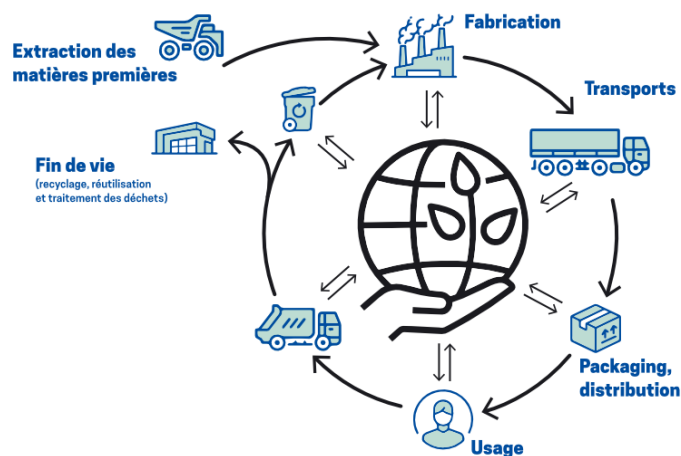 Fabrication
Extraction des
matières premières
Transports
Fin de vie
(recyclage, réutilisation
et traitement des déchets)
Packaging,
distribution
Usage